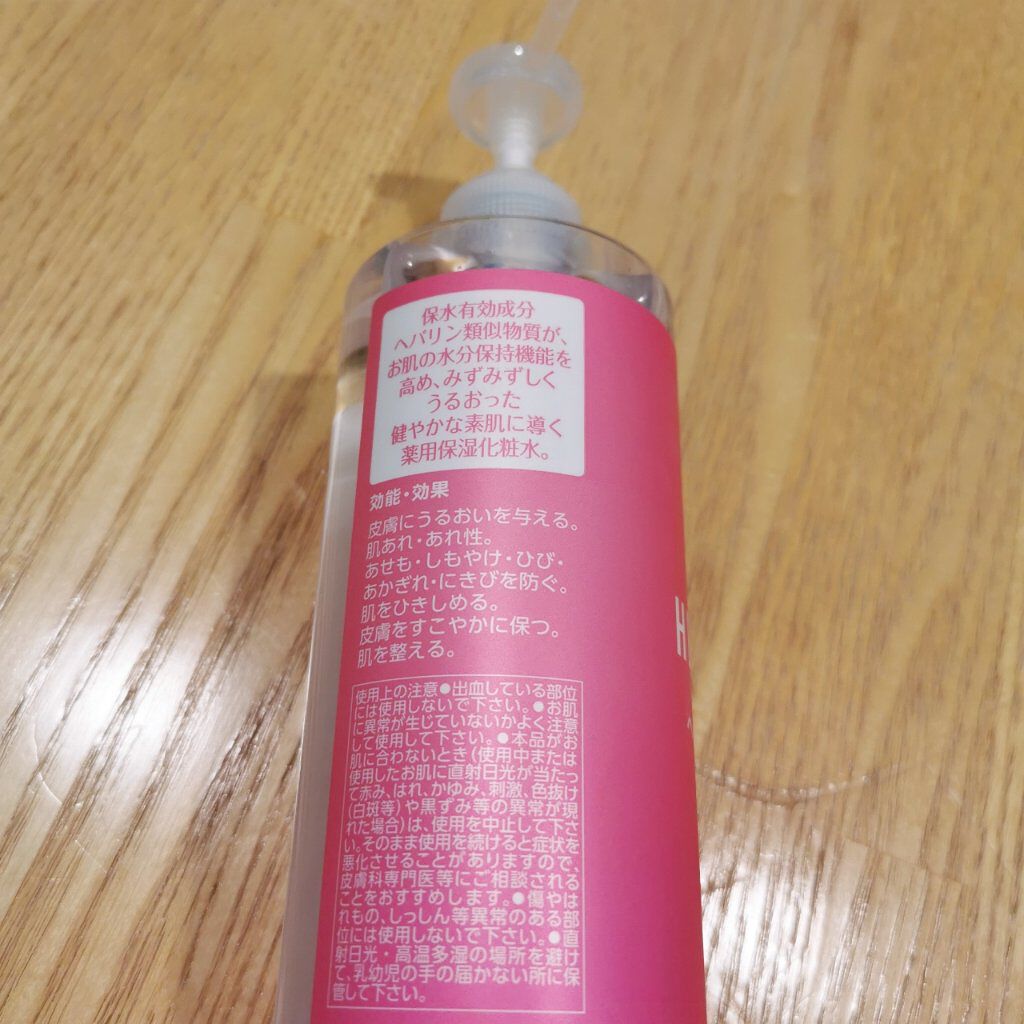 保水有効成分
ヘパリン類似物質が、
お肌の水分保持機能を
高め、みずみずしく
うるおった
健やかな素肌に導く
薬用保湿化粧水。
効能・効果
皮膚にうるおいを与える。
肌あれ・あれ性。
あせも・しもやけ・ひび・
あかぎれ・にきびを防ぐ。
肌をひきしめる。
皮膚をすこやかに保つ。
肌を整える。
使用上の注意●出血している部位
には使用しないで下さい。●お肌
に異常が生じていないかよく注意
して使用して下さい。●本品がお
肌に合わないとき(使用中または
使用したお肌に直射日光が当たっ
て赤み、はれ、かゆみ、刺激、色抜け
(白斑等)や黒ずみ等の異常が現
れた場合)は、使用を中止して下さ
い。そのまま使用を続けると症状を
悪化させることがありますので、
皮膚科専門医等にご相談される
ことをおすすめします。●傷やは
れもの、しっしん等異常のある部
位には使用しないで下さい。●直
射日光・高温多湿の場所を避け
て、乳幼児の手の届かない所に保
管して下さい。
H